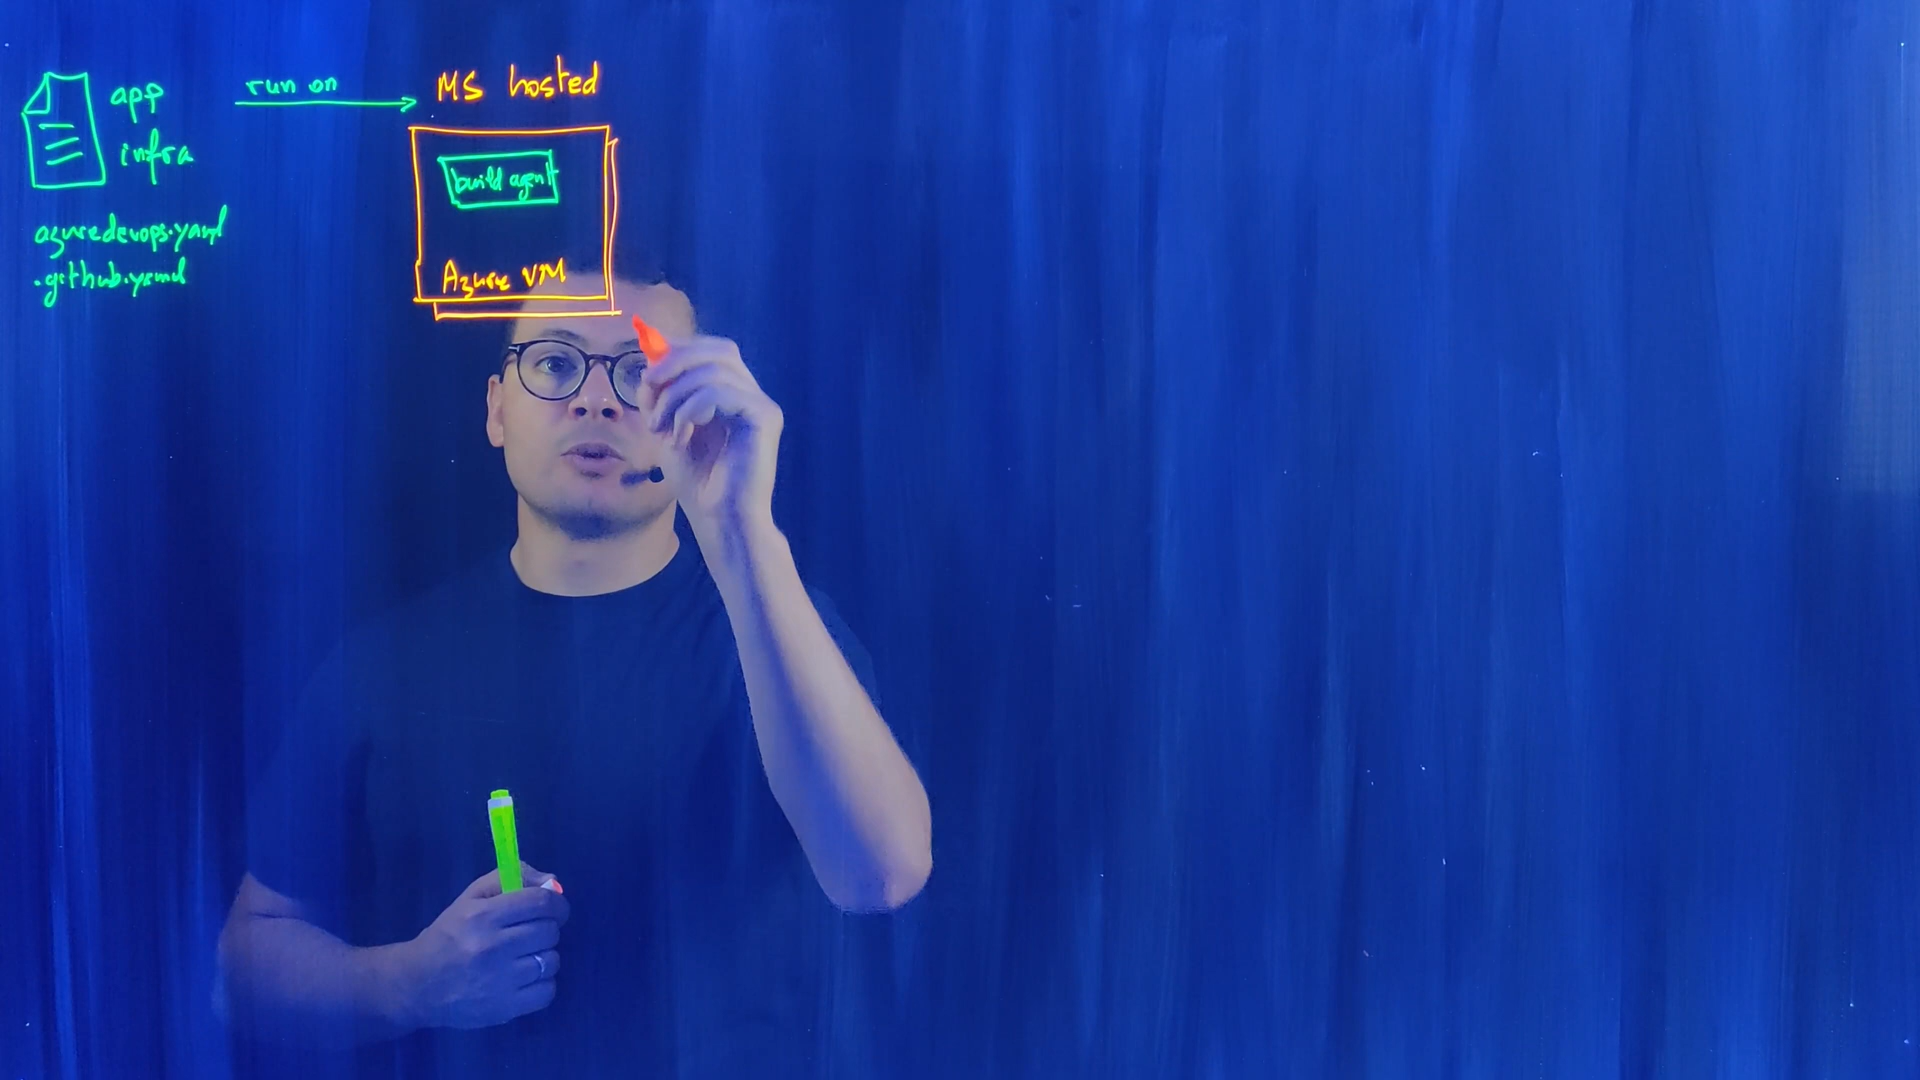 app
infra
azuredevops.yaml
.github.yaml
run on
MS hosted
build agent
Azure VM